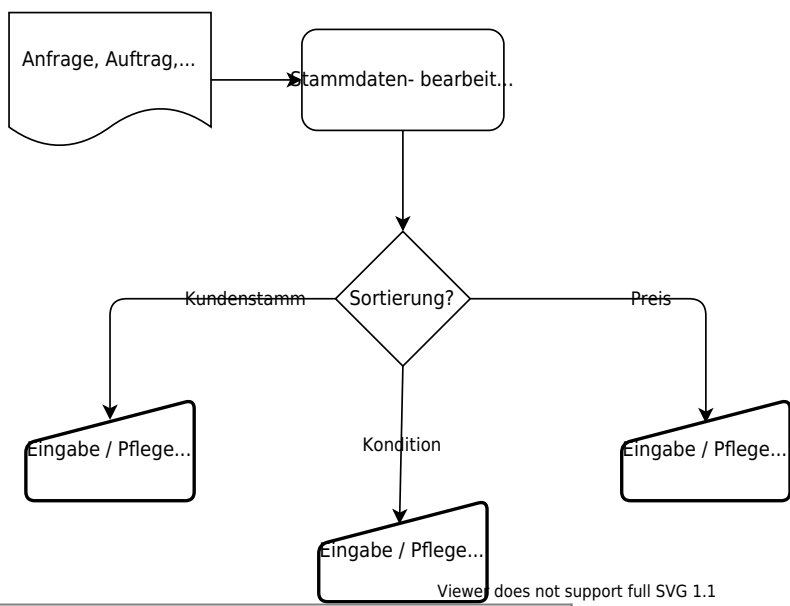 Anfrage, Auftrag,...
Stammdaten- bearbeit...
Sortierung?
Kundenstamm
Preis
Kondition
Eingabe / Pflege...
Eingabe / Pflege...
Eingabe / Pflege...
Viewer does not support full SVG 1.1